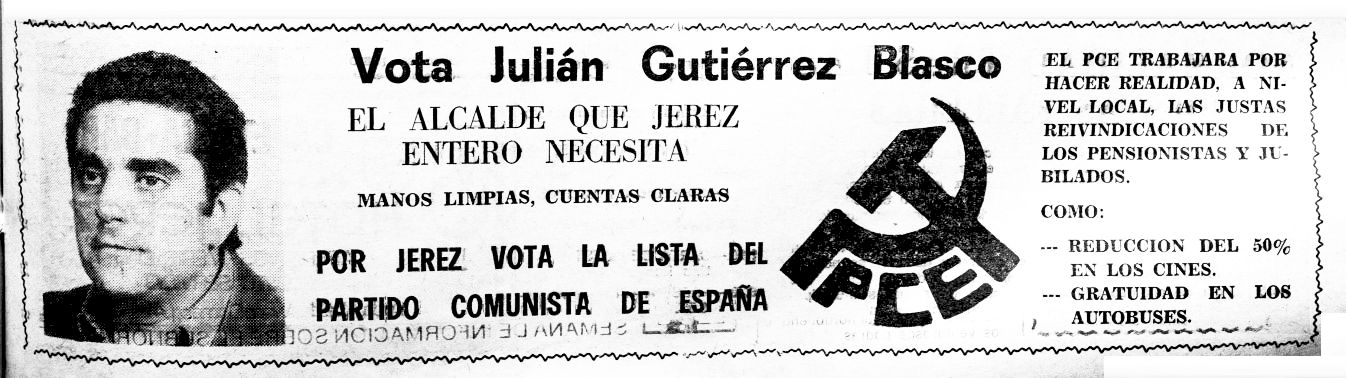 Vota Julián Gutiérrez Blasco
EL ALCALDE QUE JEREZ
ENTERO NECESITA
MANOS LIMPIAS, CUENTAS CLARAS
POR JEREZ VOTA LA LISTA DEL
PARTIDO COMUNISTA DE ESPAÑA
PCE
EL PCE TRABAJARA POR
HACER REALIDAD, A NI-
VEL LOCAL, LAS JUSTAS
REIVINDICACIONES DE
LOS PENSIONISTAS Y JU-
BILADOS.
COMO:
--- REDUCCION DEL 50%
EN LOS CINES.
--- GRATUIDAD EN LOS
AUTOBUSES.